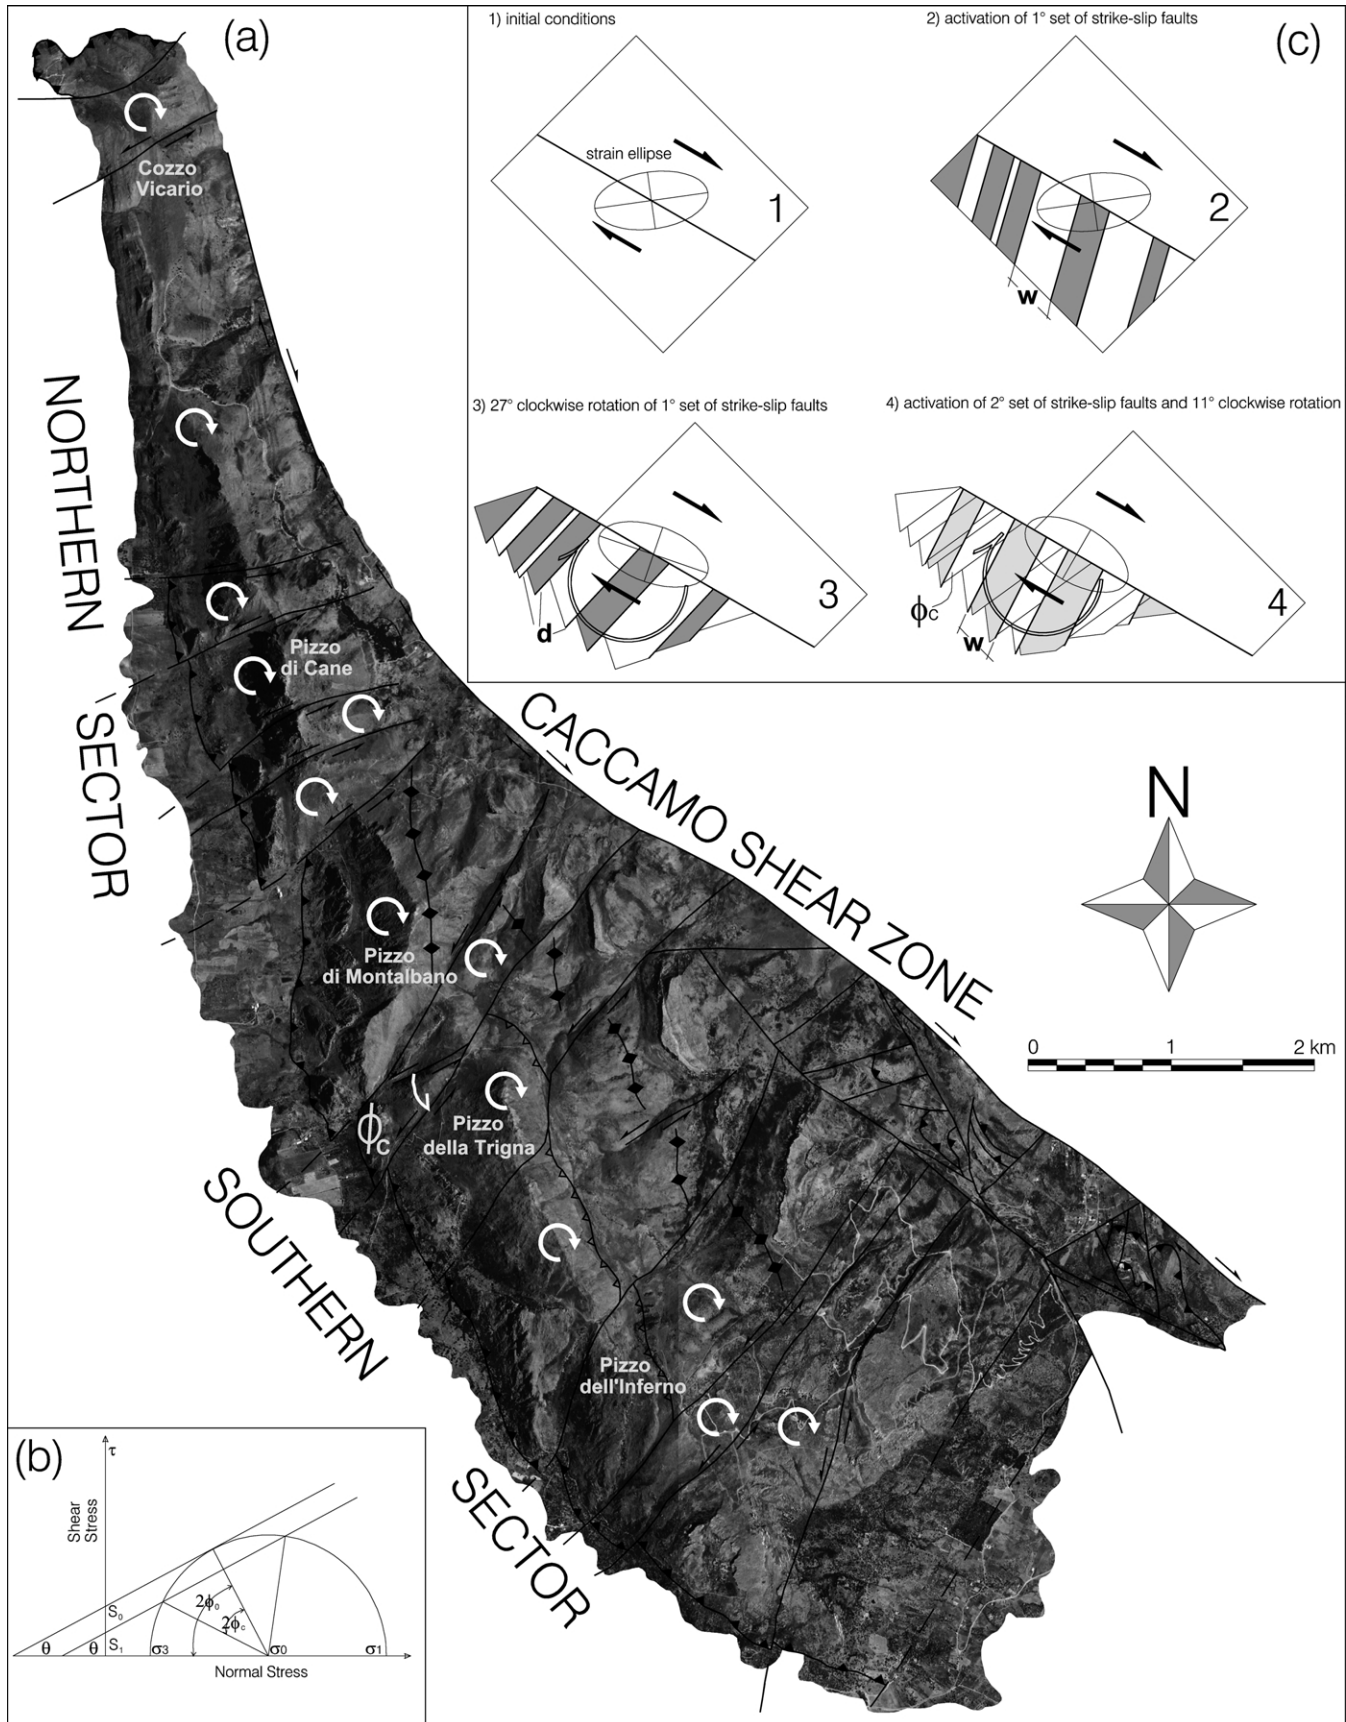 (a)
Cozzo
Vicario
NORTHERN
SECTOR
Pizzo
di Cane
CACCAMO SHEAR ZONE
Pizzo
di Montalbano
ϕc
Pizzo
della Trigna
SOUTHERN
SECTOR
Pizzo
dell'Inferno
N
0 1 2 km
(b)
τ
Shear
Stress
S₀
S₁
θ θ
2ϕ₀
2ϕc
σ3 σ0 σ1
Normal Stress
(c)
1) initial conditions
strain ellipse
1
2) activation of 1° set of strike-slip faults
w
2
3) 27° clockwise rotation of 1° set of strike-slip faults
d
3
4) activation of 2° set of strike-slip faults and 11° clockwise rotation
ϕc
w
4